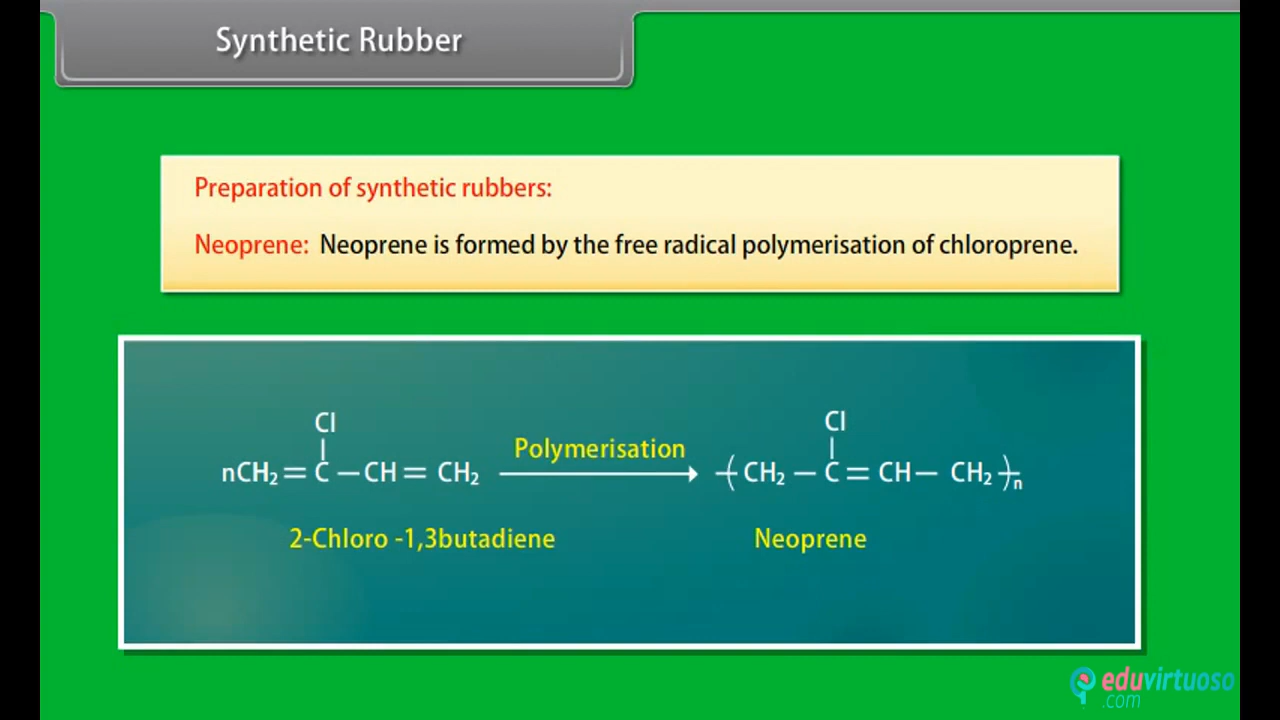 Synthetic Rubber
Preparation of synthetic rubbers:
Neoprene: Neoprene is formed by the free radical polymerisation of chloroprene.
Cl
Cl
Polymerisation
nCH₂ = C – CH = CH₂ ⟶ –( CH₂ – C = CH – CH₂ )–ₙ
2-Chloro -1,3butadiene
Neoprene
eduvirtuoso
.com